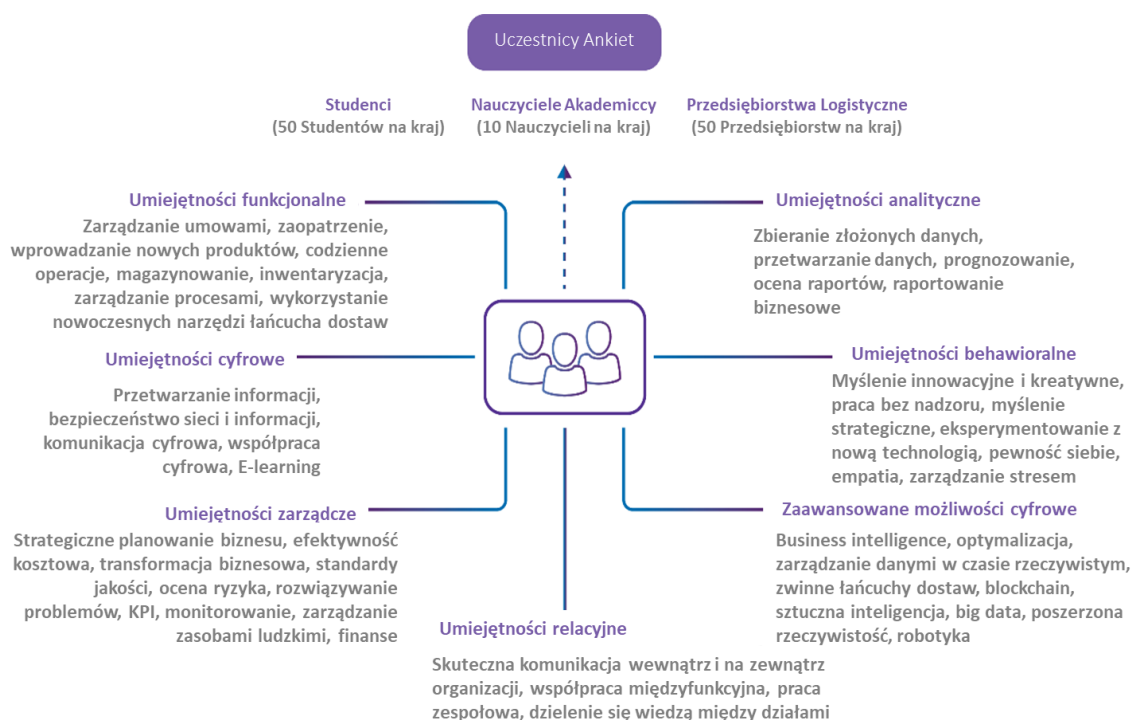 Uczestnicy Ankiet
Studenci
(50 Studentów na kraj)
Nauczyciele Akademiccy
(10 Nauczycieli na kraj)
Przedsiębiorstwa Logistyczne
(50 Przedsiębiorstw na kraj)
Umiejętności funkcjonalne
Zarządzanie umowami, zaopatrzenie,
wprowadzanie nowych produktów, codzienne
operacje, magazynowanie, inwentaryzacja,
zarządzanie procesami, wykorzystanie
nowoczesnych narzędzi łańcucha dostaw
Umiejętności analityczne
Zbieranie złożonych danych,
przetwarzanie danych, prognozowanie,
ocena raportów, raportowanie
biznesowe
Umiejętności cyfrowe
Przetwarzanie informacji,
bezpieczeństwo sieci i informacji,
komunikacja cyfrowa, współpraca
cyfrowa, E-learning
Umiejętności behawioralne
Myślenie innowacyjne i kreatywne,
praca bez nadzoru, myślenie
strategiczne, eksperymentowanie z
nową technologią, pewność siebie,
empatia, zarządzanie stresem
Umiejętności zarządcze
Strategiczne planowanie biznesu, efektywność
kosztowa, transformacja biznesowa, standardy
jakości, ocena ryzyka, rozwiązywanie
problemów, KPI, monitorowanie, zarządzanie
zasobami ludzkimi, finanse
Zaawansowane możliwości cyfrowe
Business intelligence, optymalizacja,
zarządzanie danymi w czasie rzeczywistym,
zwinne łańcuchy dostaw, blockchain,
sztuczna inteligencja, big data, poszerzona
rzeczywistość, robotyka
Umiejętności relacyjne
Skuteczna komunikacja wewnątrz i na zewnątrz
organizacji, współpraca międzyfunkcyjna, praca
zespołowa, dzielenie się wiedzą między działami